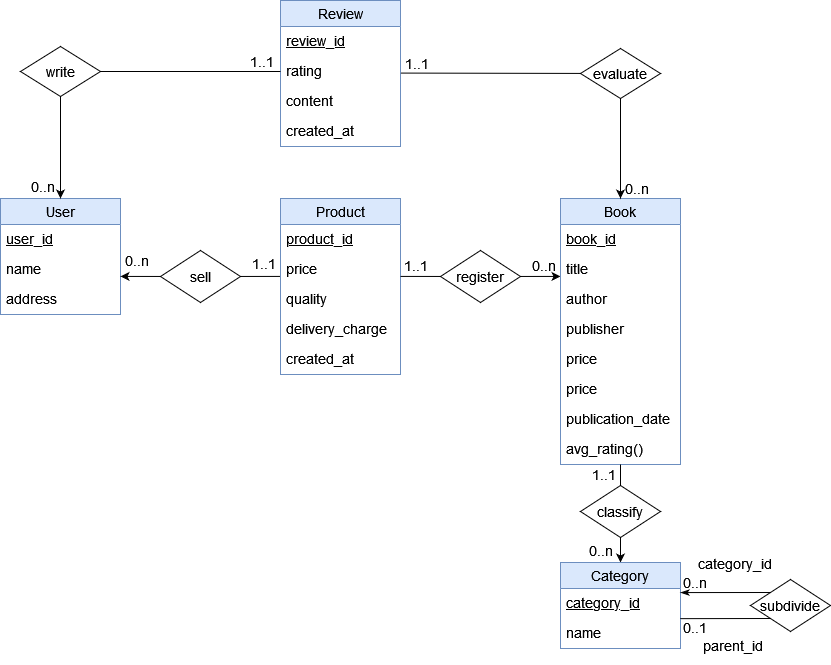 Review
review_id
rating
content
created_at
write
1..1
1..1
evaluate
0..n
0..n
User
user_id
name
address
0..n
sell
1..1
Product
product_id
price
quality
delivery_charge
created_at
1..1
register
0..n
Book
book_id
title
author
publisher
price
price
publication_date
avg_rating()
1..1
classify
0..n
Category
category_id
name
category_id
0..n
subdivide
0..1
parent_id